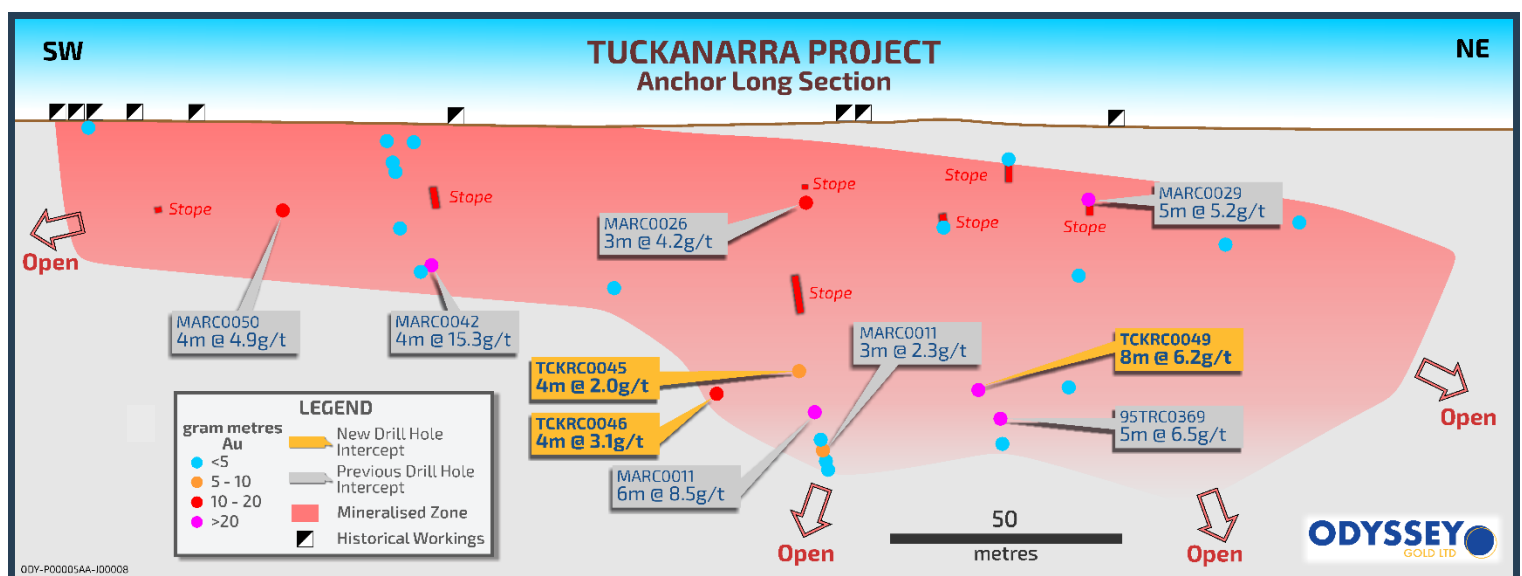 SW
TUCKANARRA PROJECT
Anchor Long Section
NE
Stope
Stope
Stope
Stope
Stope
Stope
Stope
MARC0029
5m @ 5.2g/t
MARC0026
3m @ 4.2g/t
Open
MARC0050
4m @ 4.9g/t
MARC0042
4m @ 15.3g/t
MARC0011
3m @ 2.3g/t
TCKRC0049
8m @ 6.2g/t
TCKRC0045
4m @ 2.0g/t
TCKRC0046
4m @ 3.1g/t
95TRC0369
5m @ 6.5g/t
MARC0011
6m @ 8.5g/t
Open
LEGEND
gram metres
Au
<5
5 - 10
10 - 20
>20
New Drill Hole
Intercept
Previous Drill Hole
Intercept
Mineralised Zone
Historical Workings
50
metres
Open
Open
ODYSSEY
GOLD LTD
ODY-P00005AA-J00008